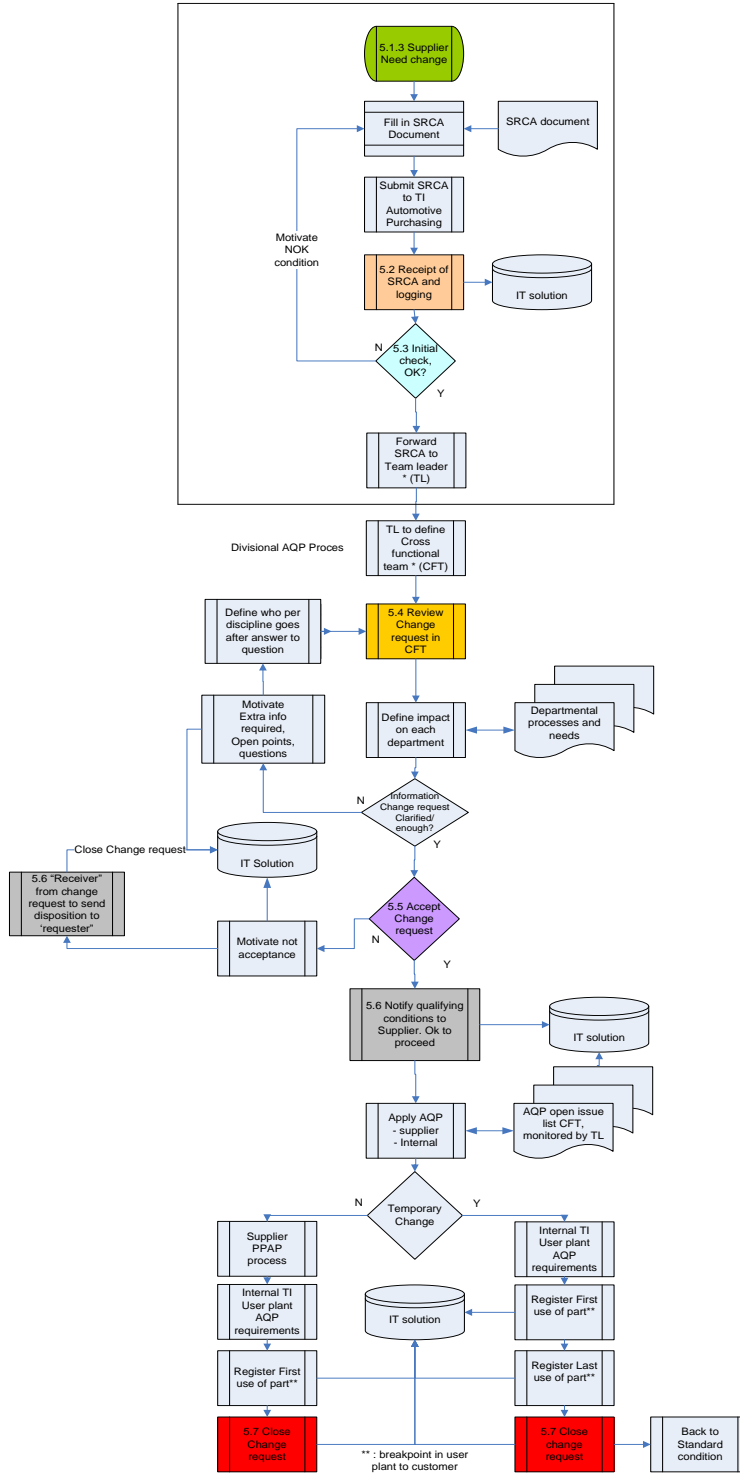 5.1.3 Supplier
Need change
Fill in SRCA
Document
SRCA document
Submit SRCA
to TI
Automotive
Purchasing
Motivate
NOK
condition
5.2 Receipt of
SRCA and
logging
IT solution
N
5.3 Initial
check,
OK?
Y
Forward
SRCA to
Team leader
* (TL)
Divisional AQP Proces
TL to define
Cross
functional
team * (CFT)
Define who per
discipline goes
after answer to
question
5.4 Review
Change
request in
CFT
Motivate
Extra info
required,
Open points,
questions
Define impact
on each
department
Departmental
processes and
needs
N
Information
Change request
Clarified/
enough?
Y
Close Change request
IT Solution
5.6 “Receiver”
from change
request to send
disposition to
‘requester”
5.5 Accept
Change
request
N
Motivate not
acceptance
Y
5.6 Notify qualifying
conditions to
Supplier. Ok to
proceed
IT solution
Apply AQP
- supplier
- Internal
AQP open issue
list CFT,
monitored by TL
N
Temporary
Change
Y
Supplier
PPAP
process
Internal TI
User plant
AQP
requirements
Internal TI
User plant
AQP
requirements
IT solution
Register First
use of part**
Register First
use of part**
Register Last
use of part**
5.7 Close
Change
request
** : breakpoint in user
plant to customer
5.7 Close
change
request
Back to
Standard
condition